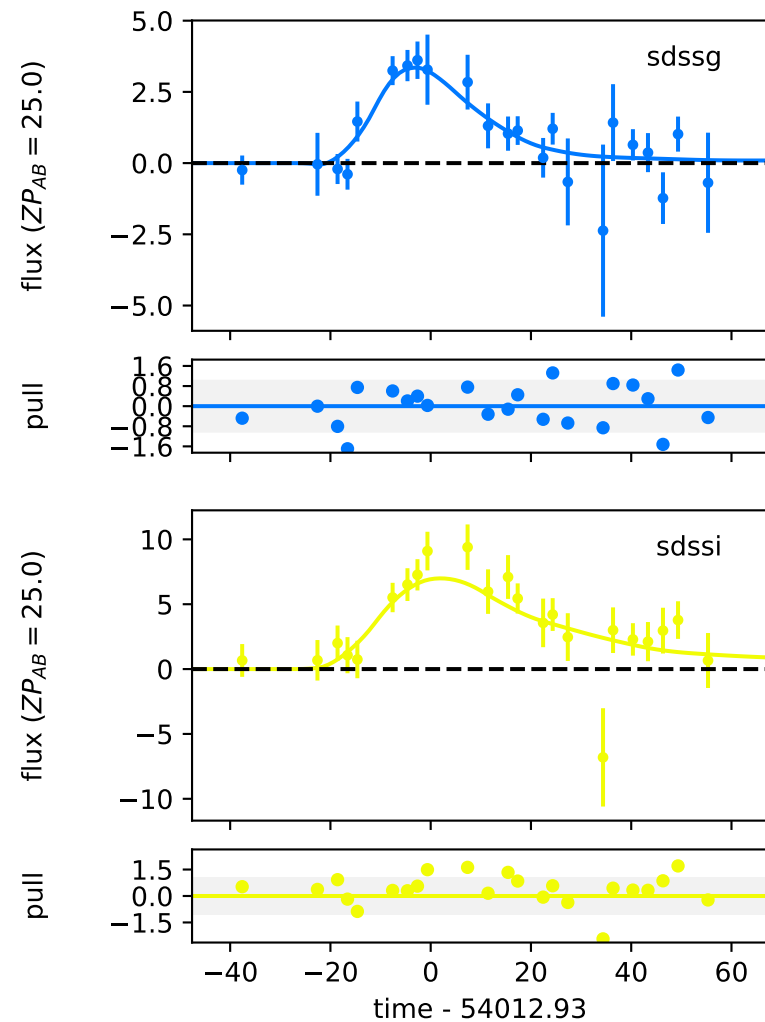 5.0
2.5
0.0
−2.5
−5.0
flux (ZP_AB = 25.0)
sdssg
1.6
0.8
0.0
−0.8
−1.6
pull
10
5
0
−5
−10
flux (ZP_AB = 25.0)
sdssi
1.5
0.0
−1.5
pull
−40 −20 0 20 40 60
time - 54012.93